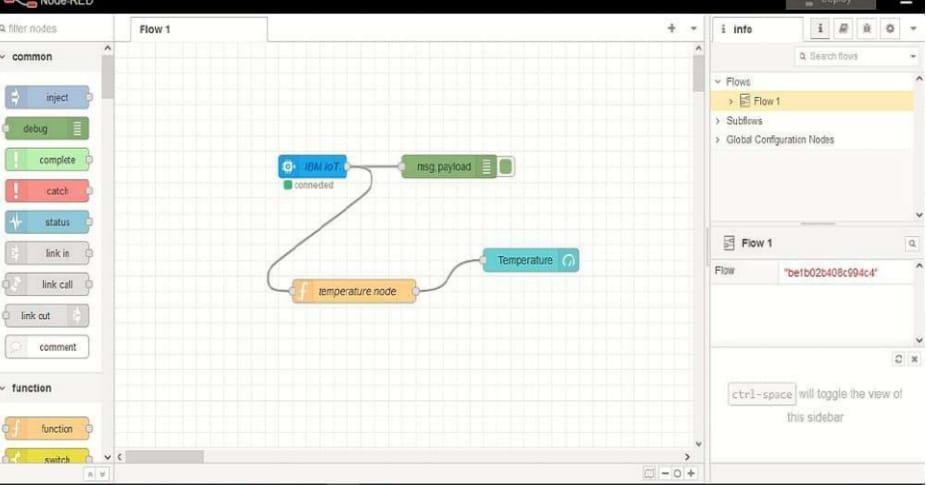 Node-RED
Deploy
filter nodes
common
inject
debug
complete
catch
status
link in
link call
link out
comment
function
function
switch
Flow 1
IBM IoT
connected
msg.payload
Temperature
temperature node
info
Search flows
Flows
Flow 1
Subflows
Global Configuration Nodes
Flow 1
Flow
"be1b02b408c994c4"
ctrl-space will toggle the view of
this sidebar